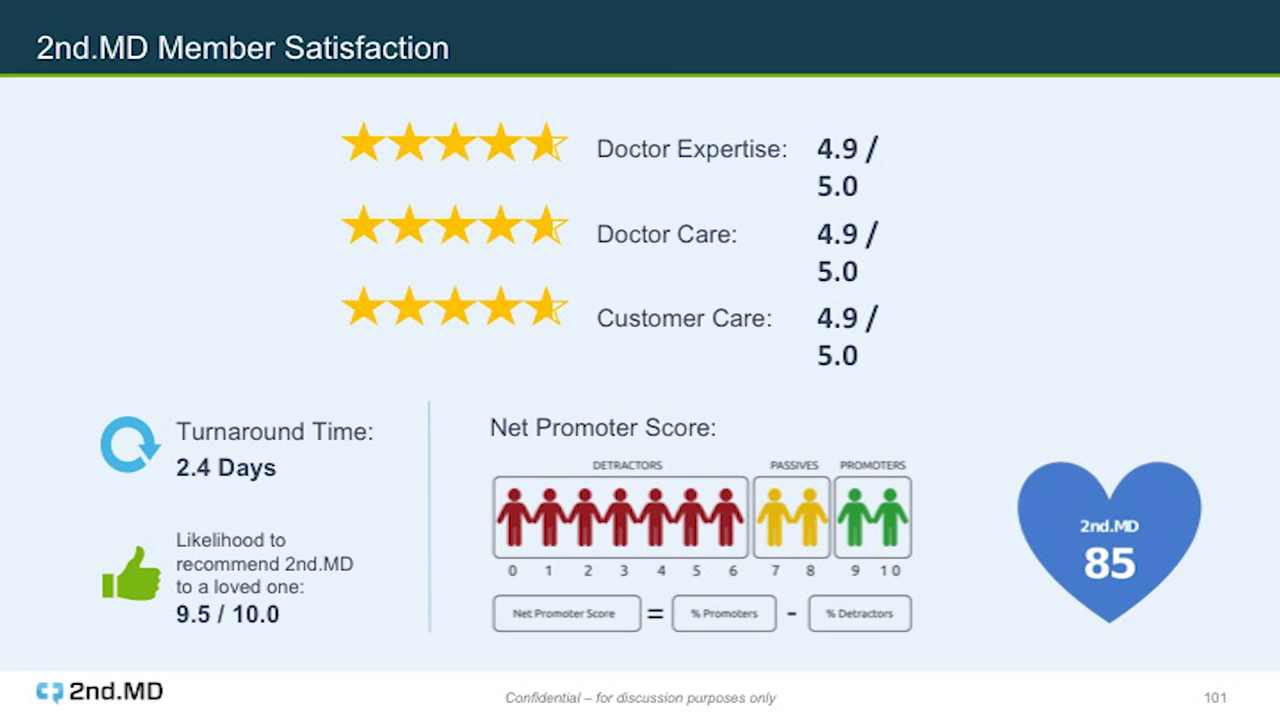 2nd.MD Member Satisfaction
Doctor Expertise: 4.9 /
5.0
Doctor Care: 4.9 /
5.0
Customer Care: 4.9 /
5.0
Turnaround Time:
2.4 Days
Likelihood to
recommend 2nd.MD
to a loved one:
9.5 / 10.0
Net Promoter Score:
DETRACTORS PASSIVES PROMOTERS
0 1 2 3 4 5 6 7 8 9 10
Net Promoter Score = % Promoters - % Detractors
2nd.MD
85
2nd.MD
Confidential – for discussion purposes only
101